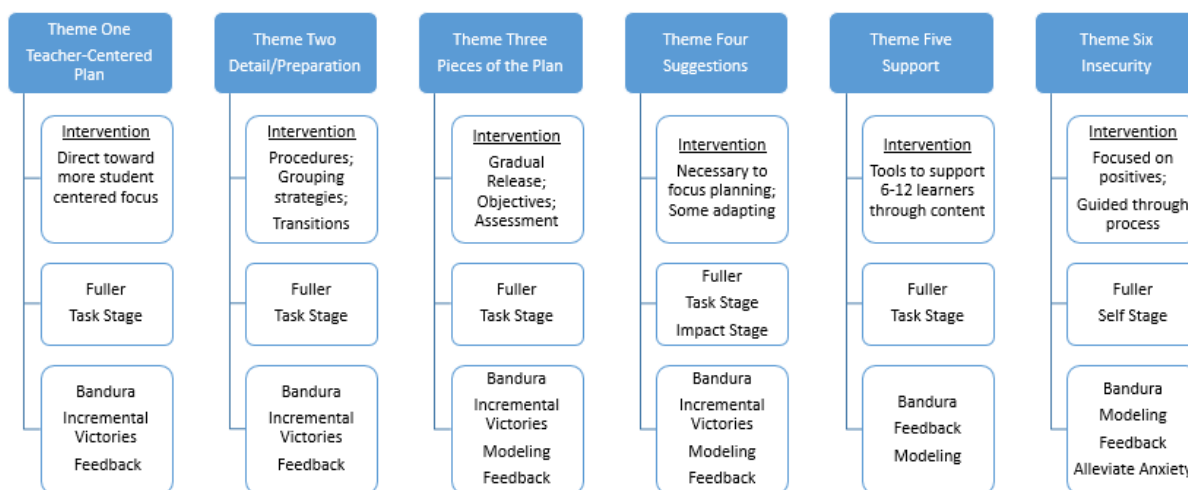 Theme One
Teacher-Centered
Plan
Intervention
Direct toward
more student
centered focus
Fuller
Task Stage
Bandura
Incremental
Victories
Feedback
Theme Two
Detail/Preparation
Intervention
Procedures;
Grouping
strategies;
Transitions
Fuller
Task Stage
Bandura
Incremental
Victories
Feedback
Theme Three
Pieces of the Plan
Intervention
Gradual
Release;
Objectives;
Assessment
Fuller
Task Stage
Bandura
Incremental
Victories
Modeling
Feedback
Theme Four
Suggestions
Intervention
Necessary to
focus planning;
Some adapting
Fuller
Task Stage
Impact Stage
Bandura
Incremental
Victories
Modeling
Feedback
Theme Five
Support
Intervention
Tools to support
6-12 learners
through content
Fuller
Task Stage
Bandura
Feedback
Modeling
Theme Six
Insecurity
Intervention
Focused on
positives;
Guided through
process
Fuller
Self Stage
Bandura
Modeling
Feedback
Alleviate Anxiety